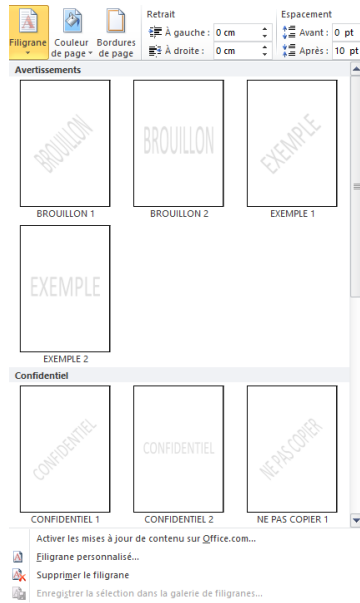 Retrait
Espacement
Filigrane
Couleur de page
Bordures de page
À gauche : 0 cm
Avant : 0 pt
À droite : 0 cm
Après : 10 pt
Avertissements
BROUILLON
BROUILLON
EXEMPLE
BROUILLON 1
BROUILLON 2
EXEMPLE 1
EXEMPLE
EXEMPLE 2
Confidentiel
CONFIDENTIEL
CONFIDENTIEL
NE PAS COPIER
CONFIDENTIEL 1
CONFIDENTIEL 2
NE PAS COPIER 1
Activer les mises à jour de contenu sur Office.com...
Filigrane personnalisé...
Supprimer le filigrane
Enregistrer la sélection dans la galerie de filigranes...